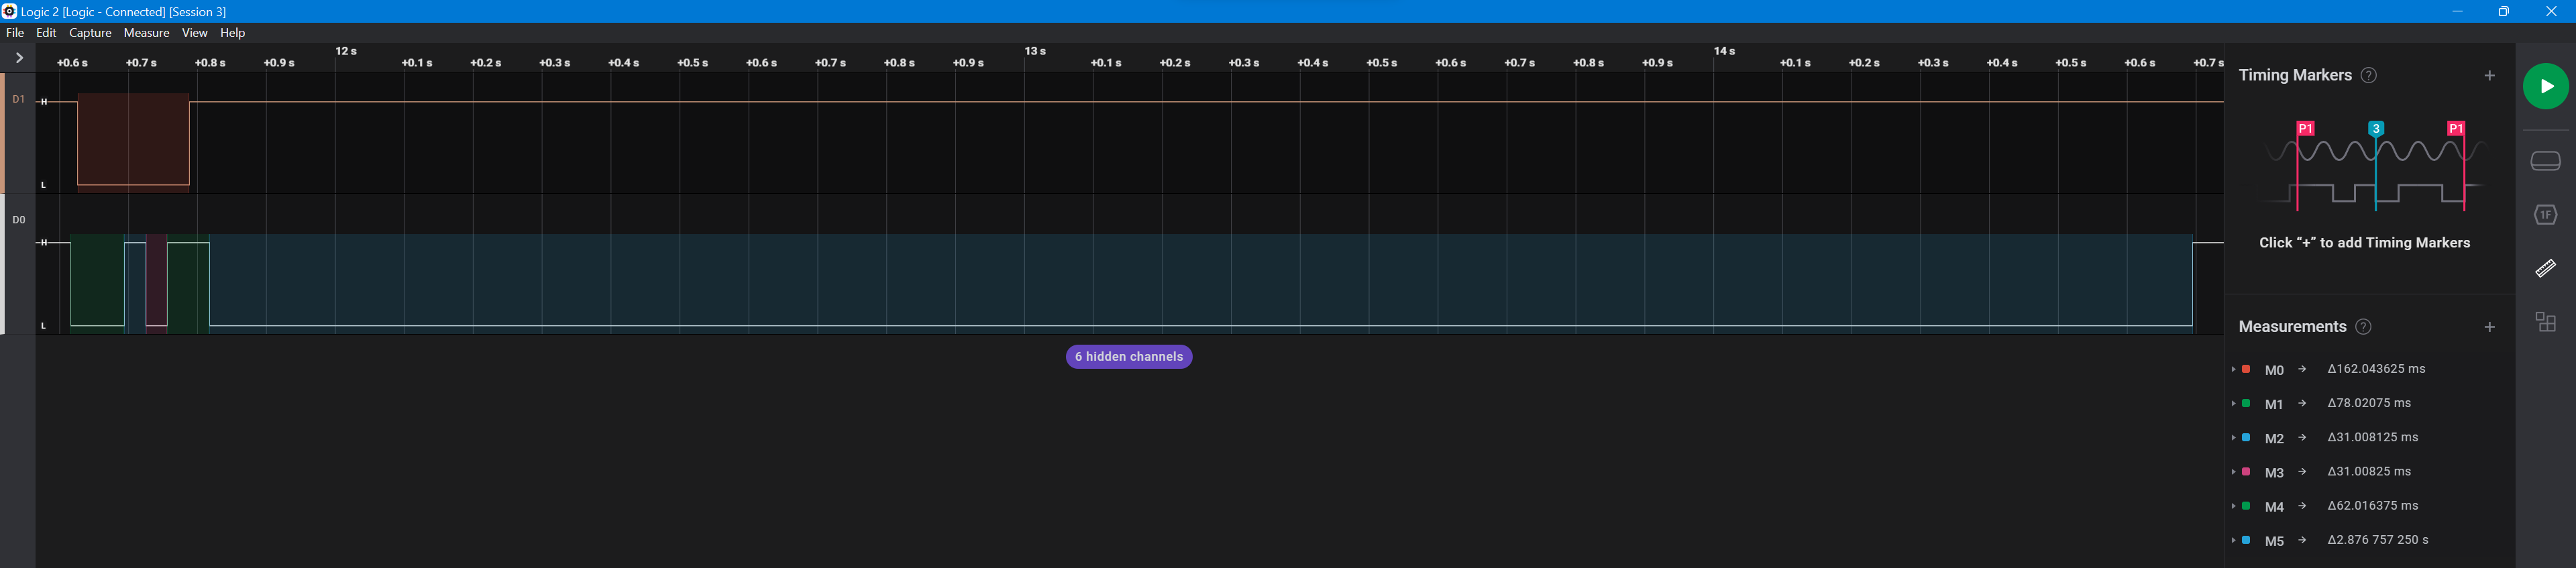 Logic 2 [Logic - Connected] [Session 3]
File Edit Capture Measure View Help
12 s 13 s 14 s
+0.6 s +0.7 s +0.8 s +0.9 s +0.1 s +0.2 s +0.3 s +0.4 s +0.5 s +0.6 s +0.7 s +0.8 s +0.9 s +0.1 s +0.2 s +0.3 s +0.4 s +0.5 s +0.6 s +0.7 s +0.8 s +0.9 s +0.1 s +0.2 s +0.3 s +0.4 s +0.5 s +0.6 s +0.7 s
D1
H
L
D0
H
L
6 hidden channels
Timing Markers
P1 3 P1
Click “+” to add Timing Markers
Measurements
M0 Δ162.043625 ms
M1 Δ78.02075 ms
M2 Δ31.008125 ms
M3 Δ31.00825 ms
M4 Δ62.016375 ms
M5 Δ2.876 757 250 s
1F